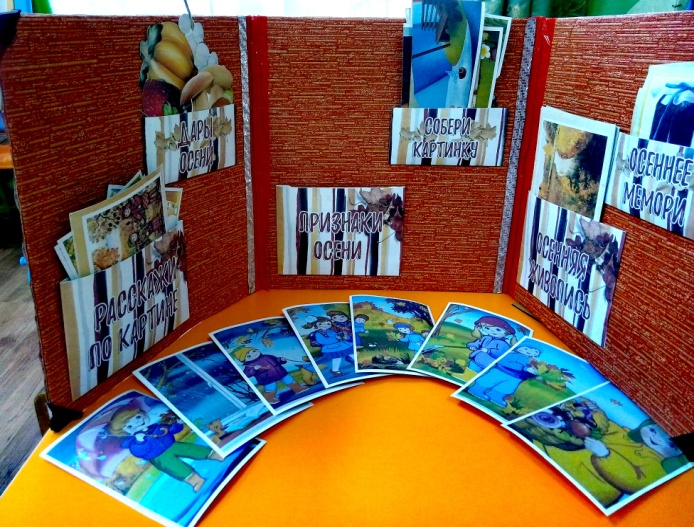 ДАРЫ
ОСЕНИ
РАССКАЖИ
ПО КАРТИНЕ
ПРИЗНАКИ
ОСЕНИ
СОБЕРИ
КАРТИНКУ
ОСЕННЯЯ
ЖИВОПИСЬ
ОСЕННЕЕ
МЕМОРИ